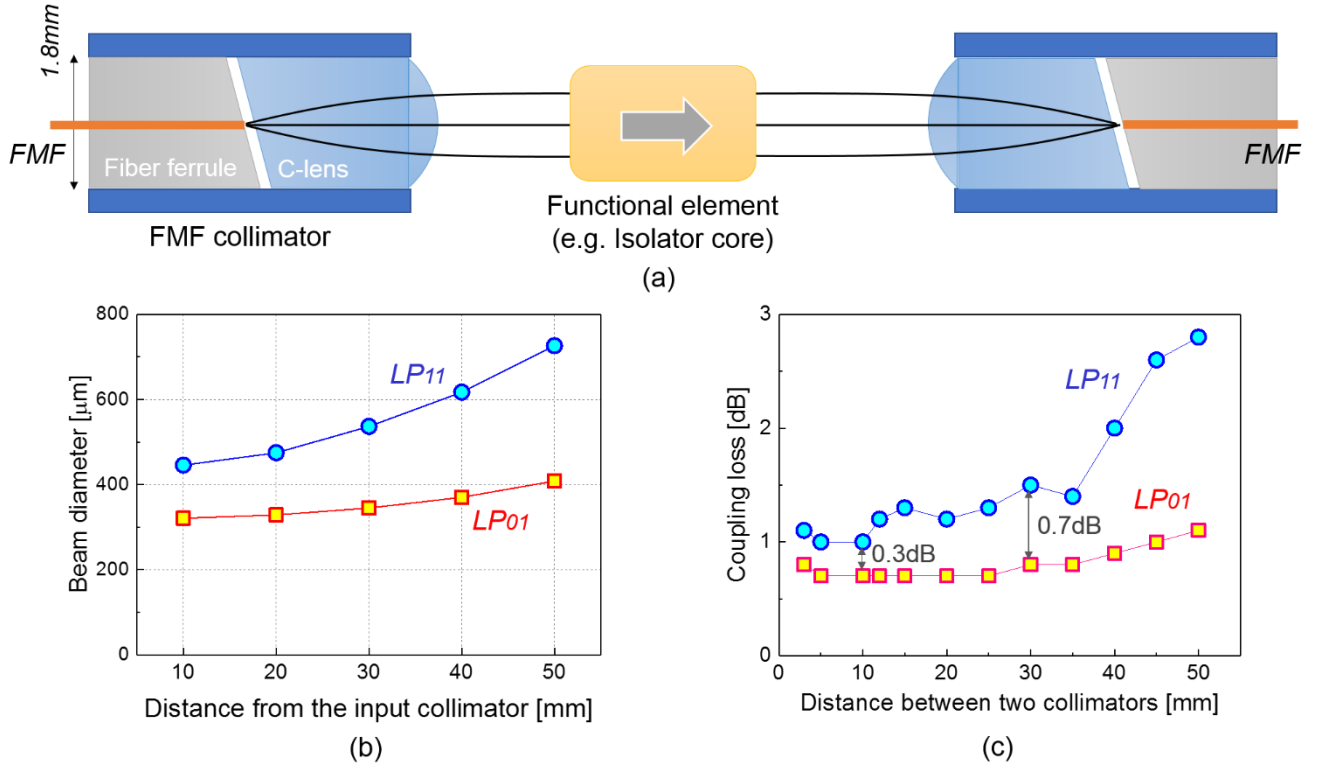 1.8mm
FMF
Fiber ferrule
C-lens
FMF collimator
Functional element
(e.g. Isolator core)
FMF
(a)
800
600
400
200
0
Beam diameter [μm]
LP11
LP01
10 20 30 40 50
Distance from the input collimator [mm]
(b)
3
2
1
0
Coupling loss [dB]
LP11
LP01
0.7dB
0.3dB
0 10 20 30 40 50
Distance between two collimators [mm]
(c)